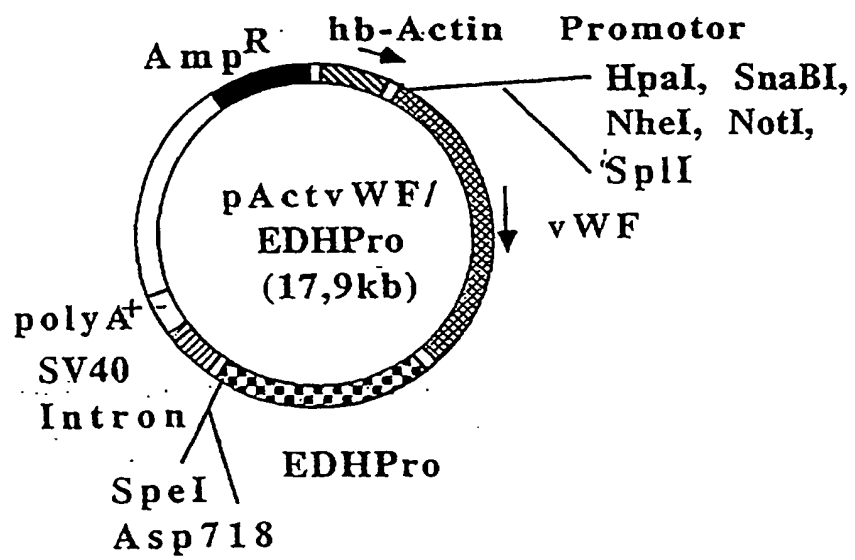 hb-Actin Promotor
Amp^R
HpaI, SnaBI,
NheI, NotI,
SplI
pActvWF/
EDHPro
(17,9kb)
vWF
polyA+
SV40
Intron
EDHPro
SpeI
Asp718